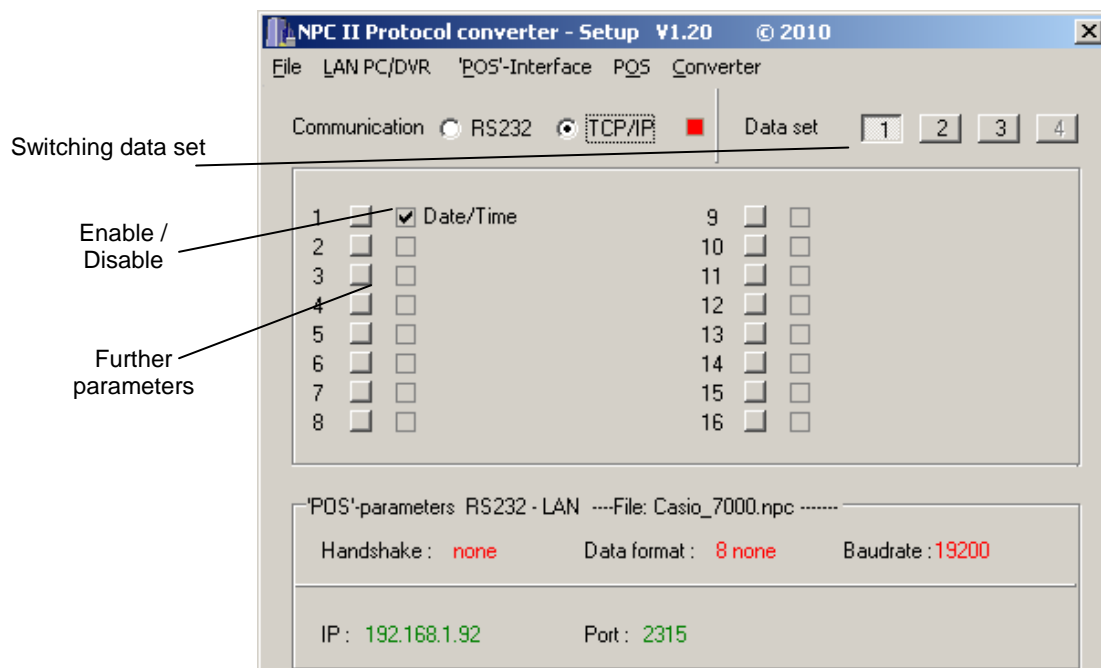 NPC II Protocol converter - Setup V1.20 © 2010
File LAN PC/DVR 'POS'-Interface POS Converter
Communication RS232 TCP/IP Data set 1 2 3 4
Switching data set
1 Date/Time 9
Enable /
Disable
2 10
3 11
4 12
5 13
Further
parameters
6 14
7 15
8 16
'POS'-parameters RS232 - LAN ----File: Casio_7000.npc -------
Handshake : none Data format : 8 none Baudrate : 19200
IP : 192.168.1.92 Port : 2315